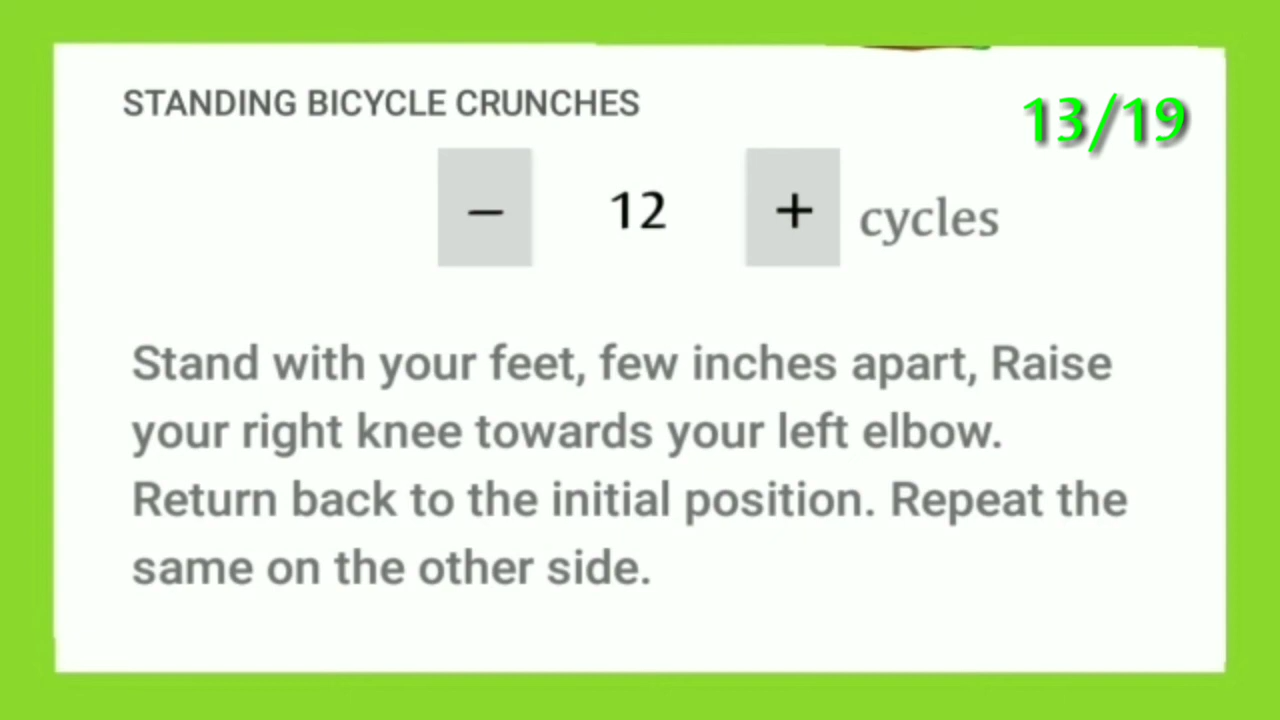 STANDING BICYCLE CRUNCHES
13/19
− 12 + cycles
Stand with your feet, few inches apart, Raise
your right knee towards your left elbow.
Return back to the initial position. Repeat the
same on the other side.